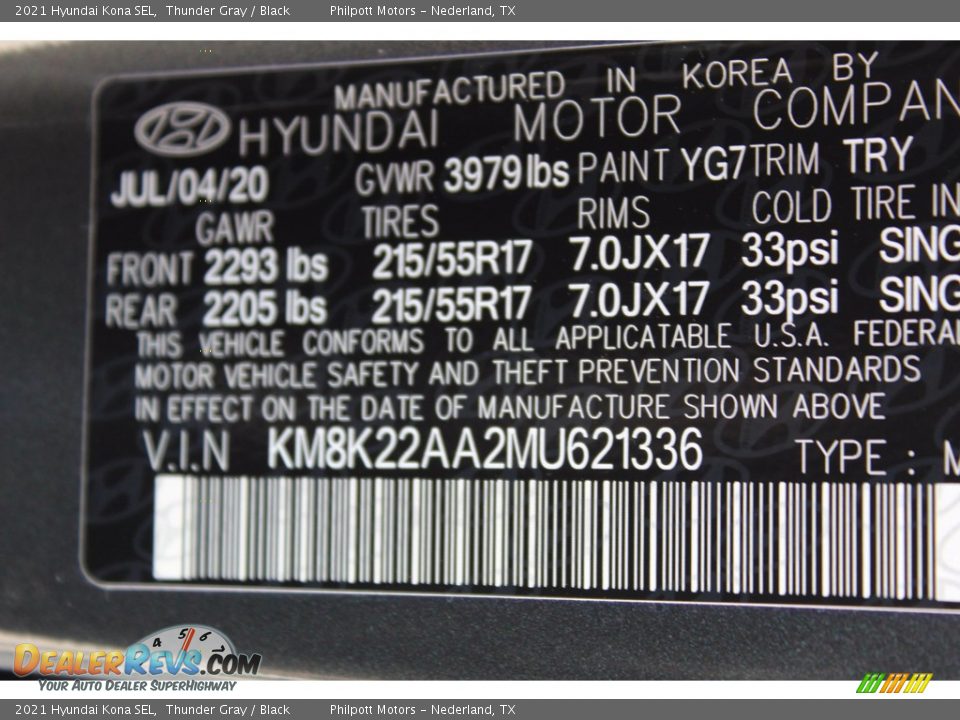 2021 Hyundai Kona SEL, Thunder Gray / Black Philpott Motors - Nederland, TX
MANUFACTURED IN KOREA BY
HYUNDAI MOTOR COMPAN
JUL/04/20 GVWR 3979 lbs PAINT YG7 TRIM TRY
GAWR TIRES RIMS COLD TIRE IN
FRONT 2293 lbs 215/55R17 7.0JX17 33psi SING
REAR 2205 lbs 215/55R17 7.0JX17 33psi SING
THIS VEHICLE CONFORMS TO ALL APPLICATABLE U.S.A. FEDERAL
MOTOR VEHICLE SAFETY AND THEFT PREVENTION STANDARDS
IN EFFECT ON THE DATE OF MANUFACTURE SHOWN ABOVE
V.I.N KM8K22AA2MU621336 TYPE : M
4 5 6
DEALERREVS.COM
YOUR AUTO DEALER SUPERHIGHWAY
2021 Hyundai Kona SEL, Thunder Gray / Black Philpott Motors - Nederland, TX